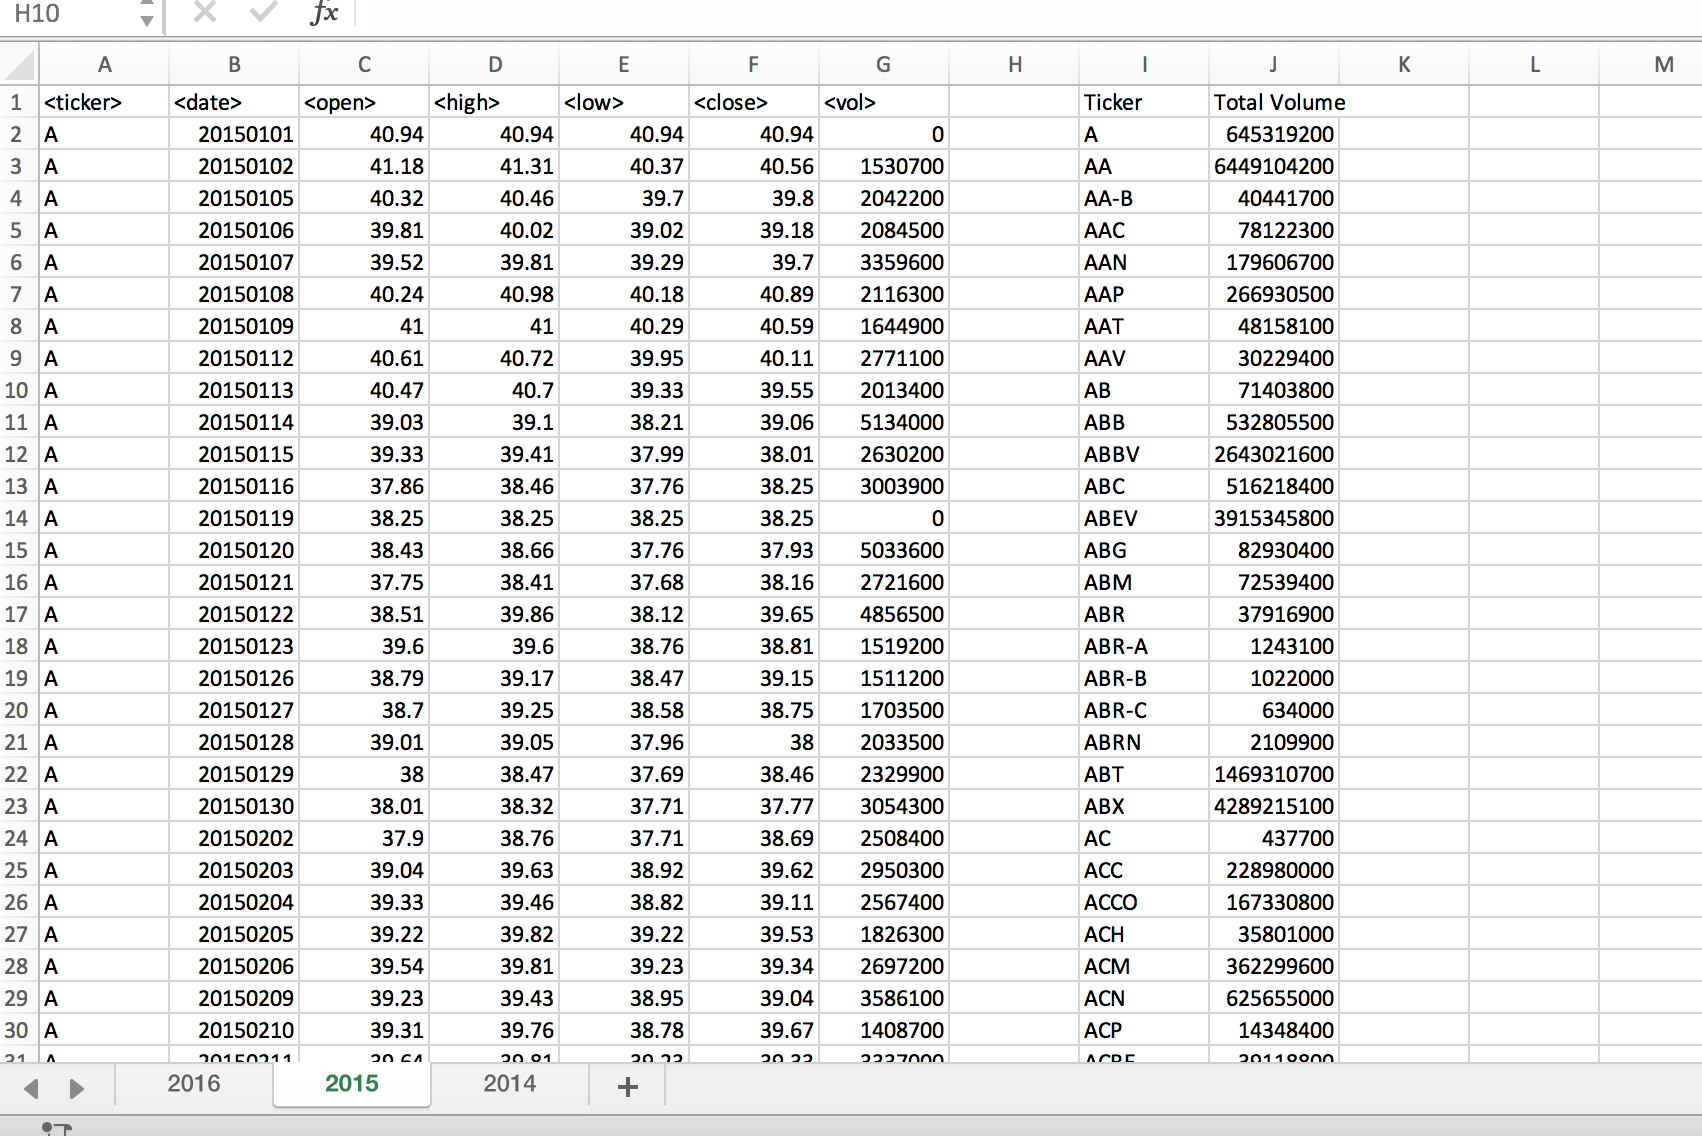 H10 fx
A B C D E F G H I J K L M
1 <ticker> <date> <open> <high> <low> <close> <vol> Ticker Total Volume
2 A 20150101 40.94 40.94 40.94 40.94 0 A 645319200
3 A 20150102 41.18 41.31 40.37 40.56 1530700 AA 6449104200
4 A 20150105 40.32 40.46 39.7 39.8 2042200 AA-B 40441700
5 A 20150106 39.81 40.02 39.02 39.18 2084500 AAC 78122300
6 A 20150107 39.52 39.81 39.29 39.7 3359600 AAN 179606700
7 A 20150108 40.24 40.98 40.18 40.89 2116300 AAP 266930500
8 A 20150109 41 41 40.29 40.59 1644900 AAT 48158100
9 A 20150112 40.61 40.72 39.95 40.11 2771100 AAV 30229400
10 A 20150113 40.47 40.7 39.33 39.55 2013400 AB 71403800
11 A 20150114 39.03 39.1 38.21 39.06 5134000 ABB 532805500
12 A 20150115 39.33 39.41 37.99 38.01 2630200 ABBV 2643021600
13 A 20150116 37.86 38.46 37.76 38.25 3003900 ABC 516218400
14 A 20150119 38.25 38.25 38.25 38.25 0 ABEV 3915345800
15 A 20150120 38.43 38.66 37.76 37.93 5033600 ABG 82930400
16 A 20150121 37.75 38.41 37.68 38.16 2721600 ABM 72539400
17 A 20150122 38.51 39.86 38.12 39.65 4856500 ABR 37916900
18 A 20150123 39.6 39.6 38.76 38.81 1519200 ABR-A 1243100
19 A 20150126 38.79 39.17 38.47 39.15 1511200 ABR-B 1022000
20 A 20150127 38.7 39.25 38.58 38.75 1703500 ABR-C 634000
21 A 20150128 39.01 39.05 37.96 38 2033500 ABRN 2109900
22 A 20150129 38 38.47 37.69 38.46 2329900 ABT 1469310700
23 A 20150130 38.01 38.32 37.71 37.77 3054300 ABX 4289215100
24 A 20150202 37.9 38.76 37.71 38.69 2508400 AC 437700
25 A 20150203 39.04 39.63 38.92 39.62 2950300 ACC 228980000
26 A 20150204 39.33 39.46 38.82 39.11 2567400 ACCO 167330800
27 A 20150205 39.22 39.82 39.22 39.53 1826300 ACH 35801000
28 A 20150206 39.54 39.81 39.23 39.34 2697200 ACM 362299600
29 A 20150209 39.23 39.43 38.95 39.04 3586100 ACN 625655000
30 A 20150210 39.31 39.76 38.78 39.67 1408700 ACP 14348400
31 A 20150211 39.64 39.81
2016 2015 2014 +